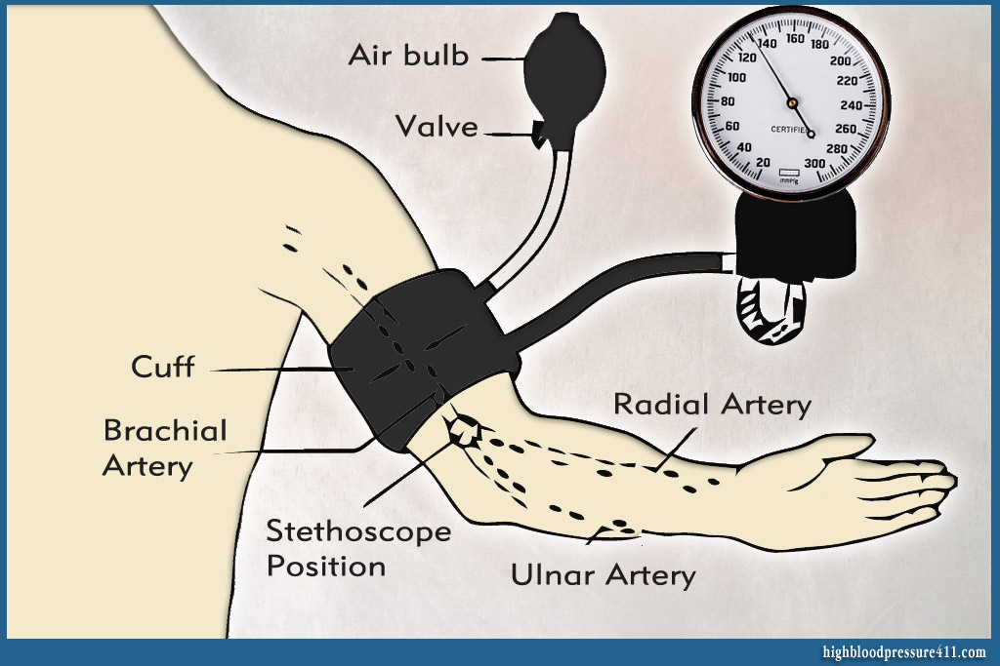 Air bulb
Valve
Cuff
Brachial
Artery
Stethoscope
Position
Radial Artery
Ulnar Artery
20
40
60
80
100
120
140
160
180
200
220
240
260
280
300
CERTIFIED
mmHg
highbloodpressure411.com